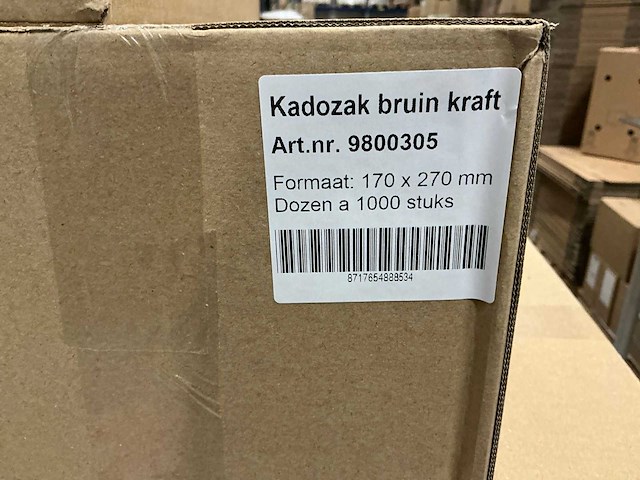 Kadozak bruin kraft
Art.nr. 9800305
Formaat: 170 x 270 mm
Dozen a 1000 stuks
8717654888534